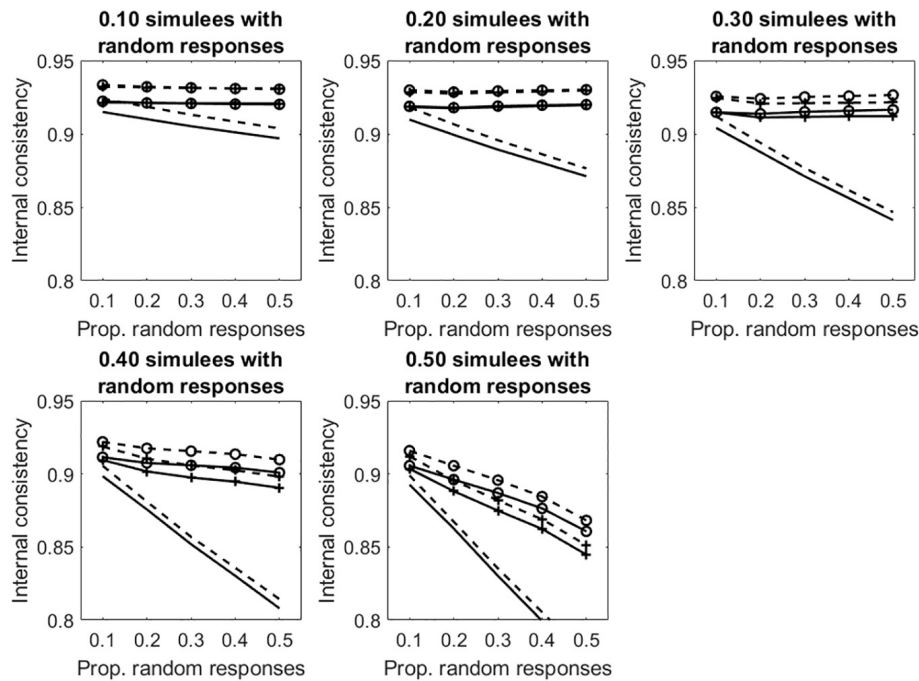 0.10 simulees with
random responses
0.95
0.9
0.85
0.8
Internal consistency
0.1 0.2 0.3 0.4 0.5
Prop. random responses
0.20 simulees with
random responses
0.95
0.9
0.85
0.8
Internal consistency
0.1 0.2 0.3 0.4 0.5
Prop. random responses
0.30 simulees with
random responses
0.95
0.9
0.85
0.8
Internal consistency
0.1 0.2 0.3 0.4 0.5
Prop. random responses
0.40 simulees with
random responses
0.95
0.9
0.85
0.8
Internal consistency
0.1 0.2 0.3 0.4 0.5
Prop. random responses
0.50 simulees with
random responses
0.95
0.9
0.85
0.8
Internal consistency
0.1 0.2 0.3 0.4 0.5
Prop. random responses